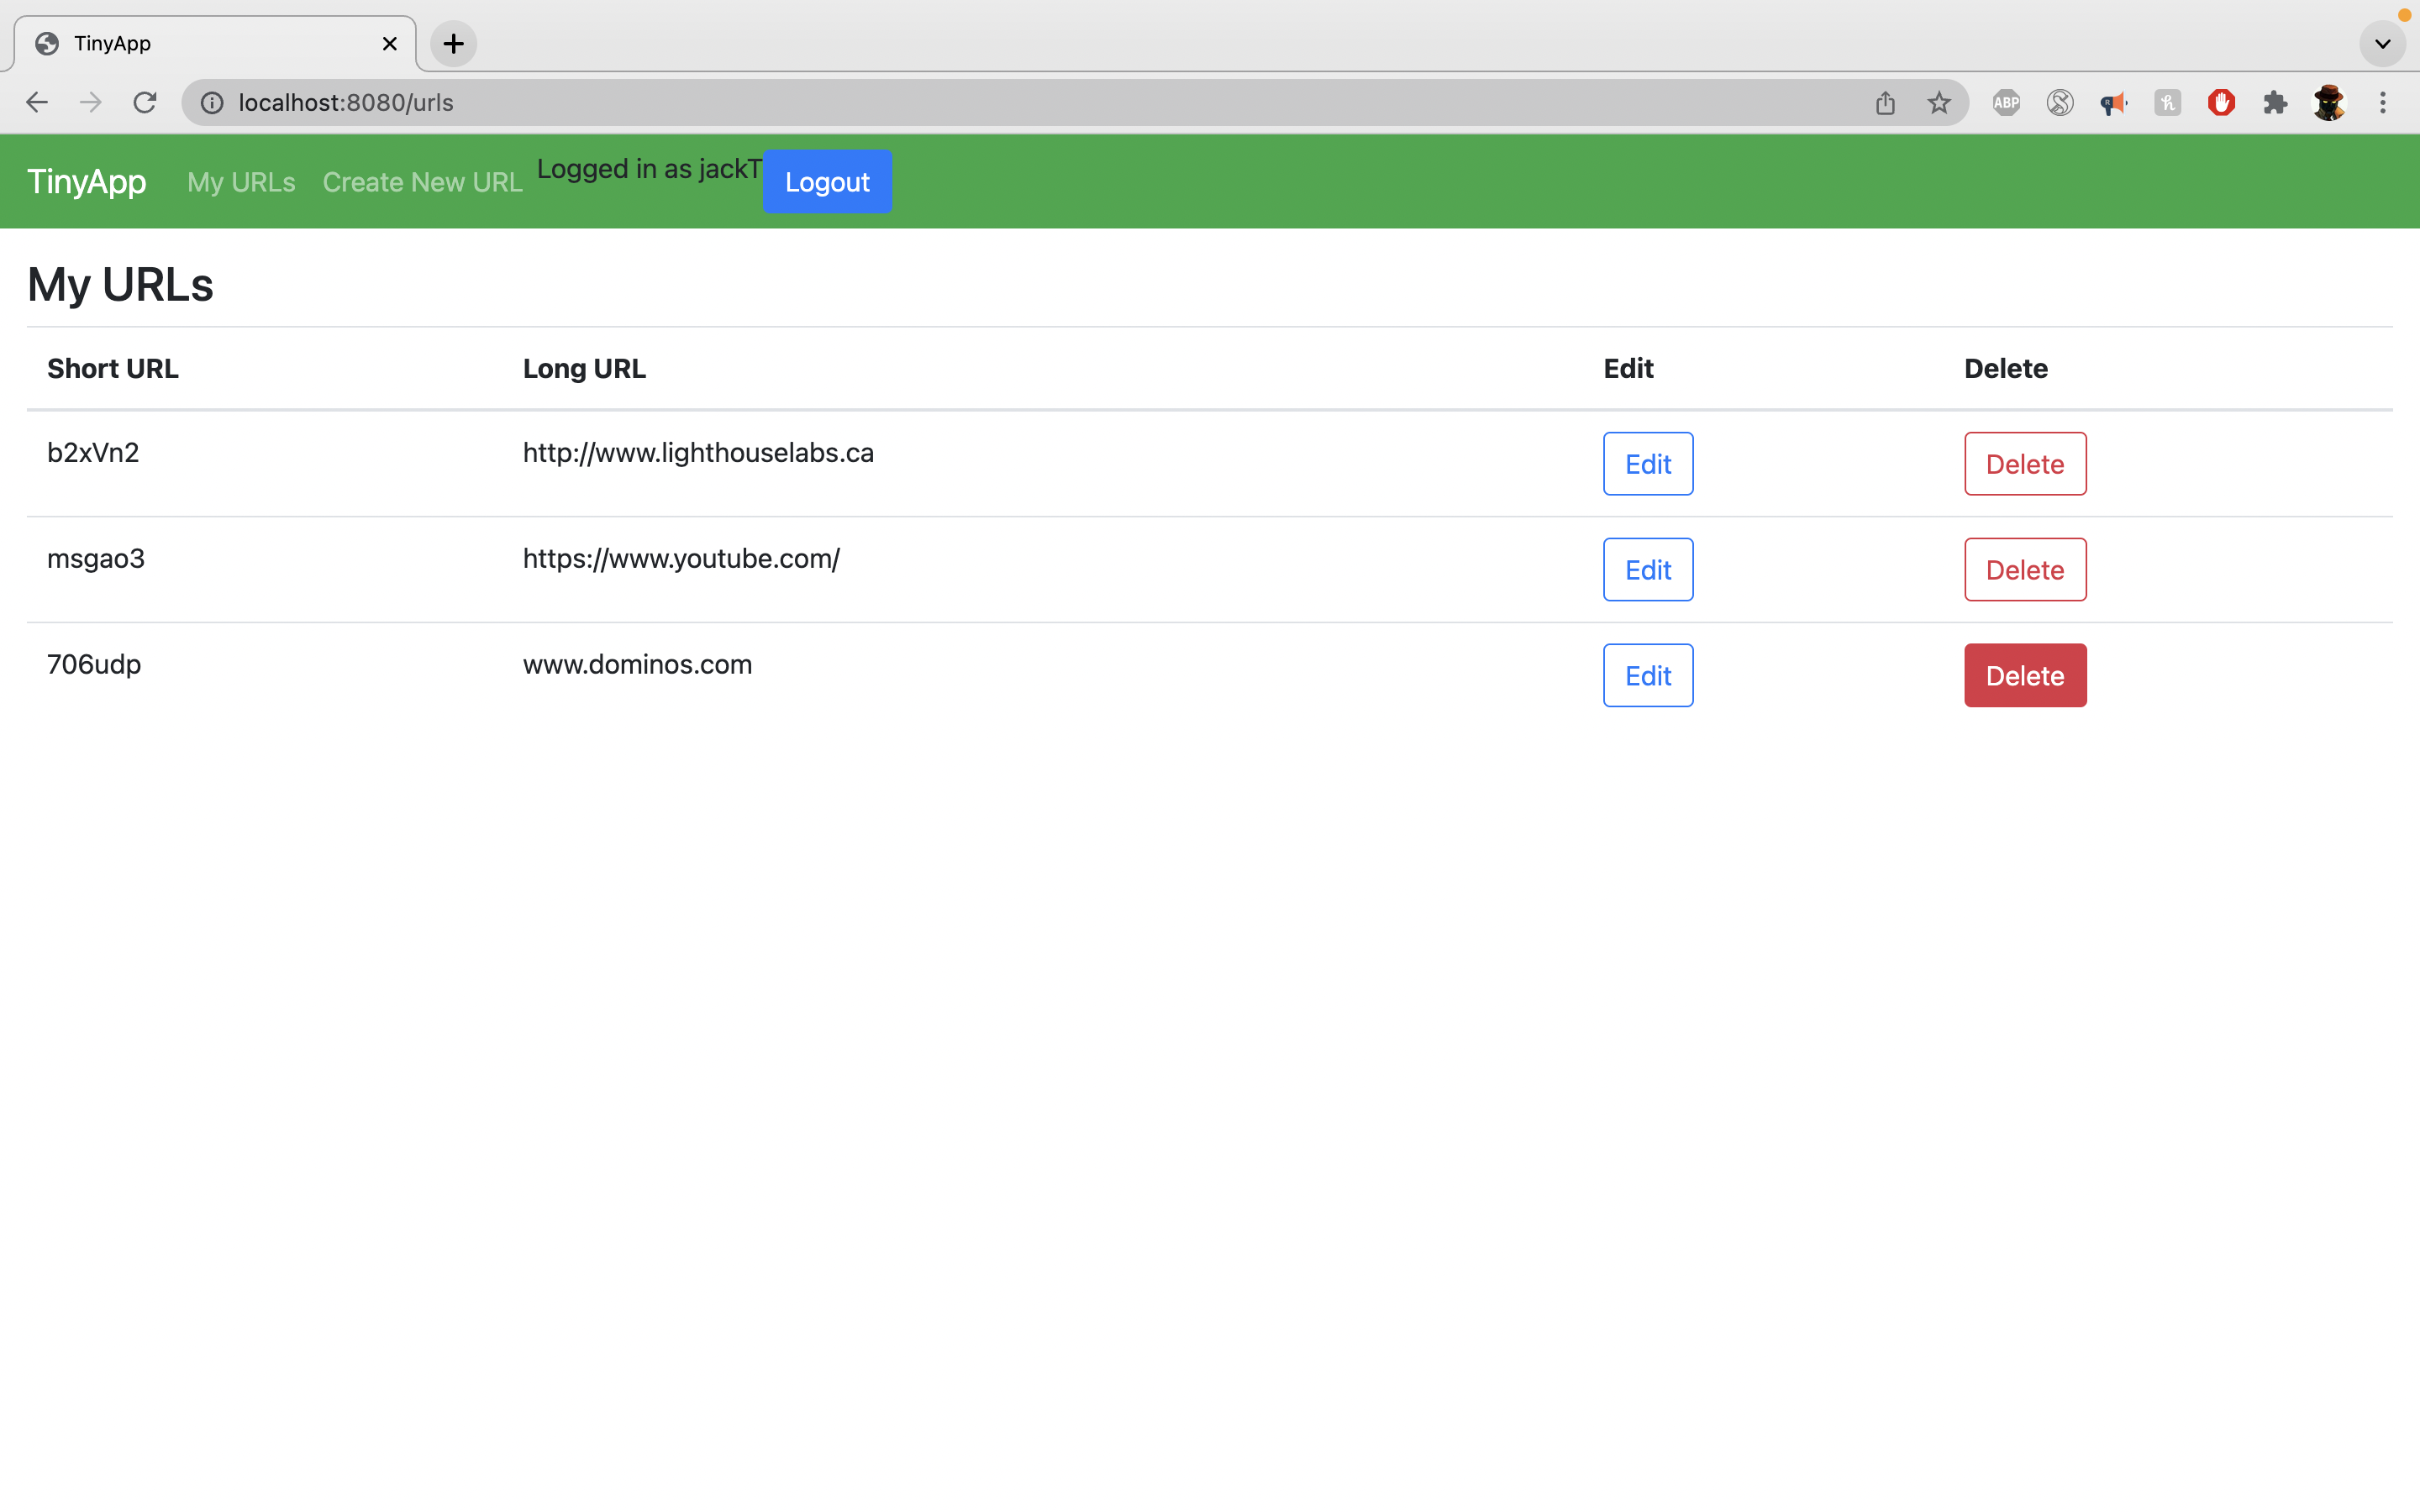 TinyApp
localhost:8080/urls
ABP
TinyApp My URLs Create New URL Logged in as jackT Logout
My URLs
Short URL Long URL Edit Delete
b2xVn2 http://www.lighthouselabs.ca Edit Delete
msgao3 https://www.youtube.com/ Edit Delete
706udp www.dominos.com Edit Delete